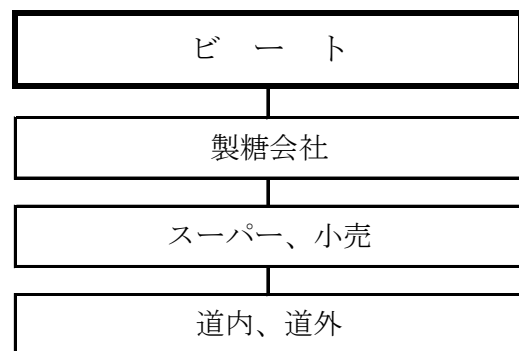 ビ ー ト
製糖会社
スーパー、小売
道内、道外